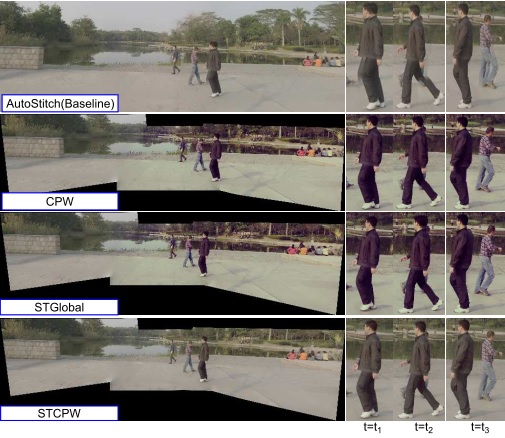 AutoStitch(Baseline)
CPW
STGlobal
STCPW
t=t1 t=t2 t=t3